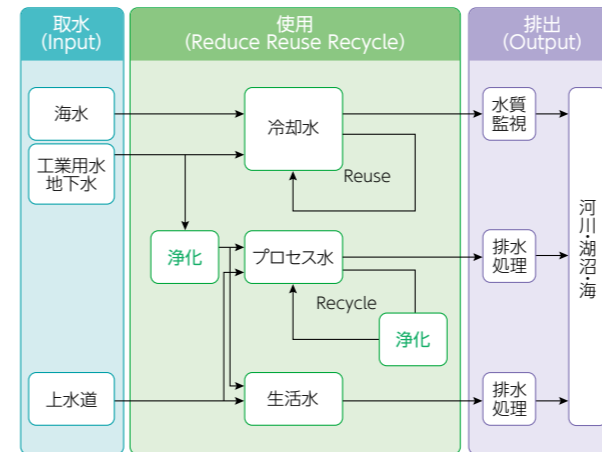 取水
(Input)
使用
(Reduce Reuse Recycle)
排出
(Output)
海水
工業用水
地下水
上水道
浄化
冷却水
Reuse
プロセス水
Recycle
浄化
生活水
水質
監視
排水
処理
排水
処理
河川・湖沼・海